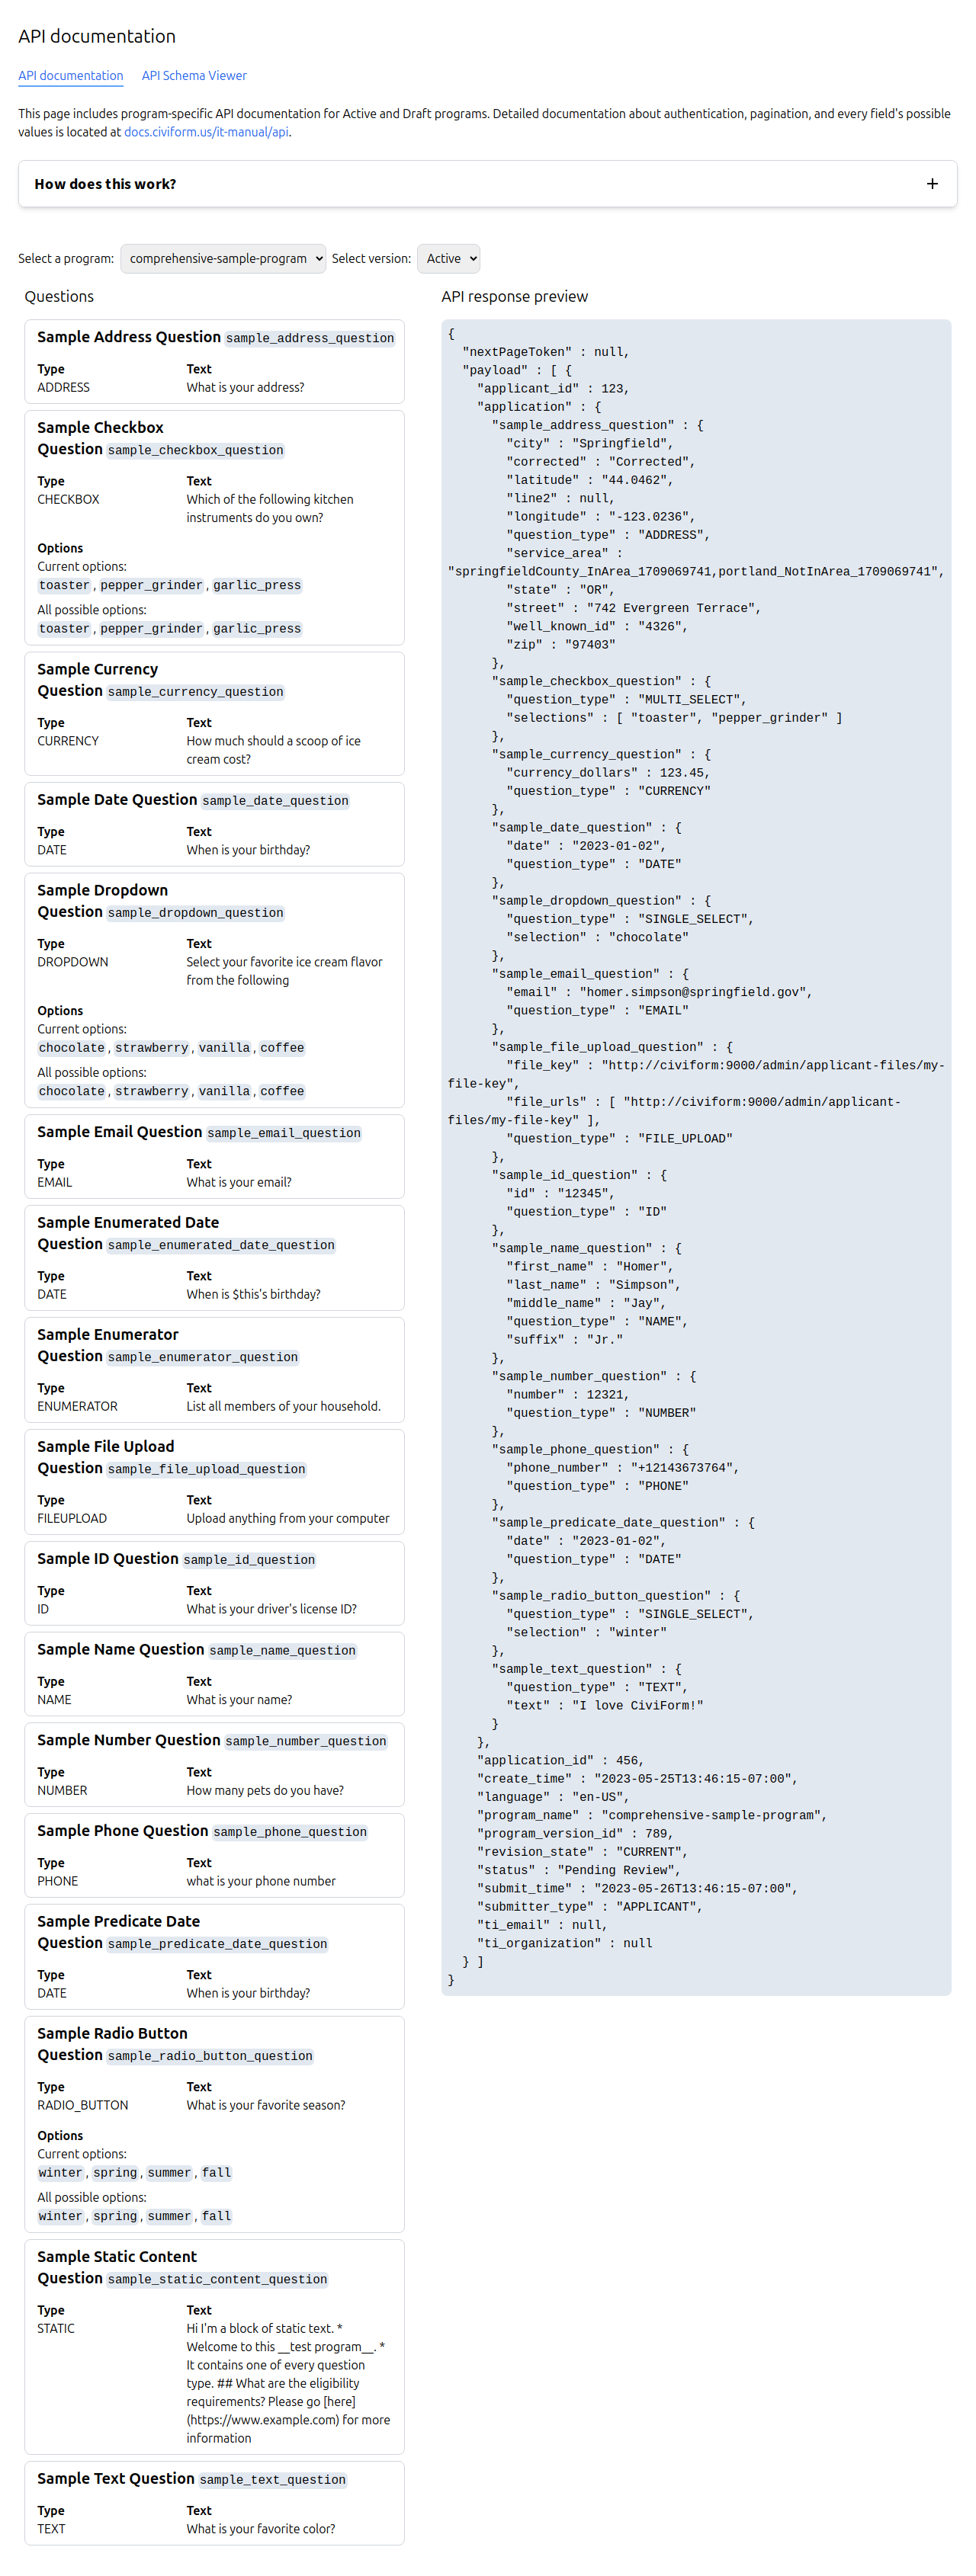 API documentation
API documentation API Schema Viewer
This page includes program-specific API documentation for Active and Draft programs. Detailed documentation about authentication, pagination, and every field's possible
values is located at docs.civiform.us/it-manual/api.
How does this work?
Select a program: comprehensive-sample-program Select version: Active
Questions
Sample Address Question sample_address_question
Type Text
ADDRESS What is your address?
Sample Checkbox
Question sample_checkbox_question
Type Text
CHECKBOX Which of the following kitchen
instruments do you own?
Options
Current options:
toaster, pepper_grinder, garlic_press
All possible options:
toaster, pepper_grinder, garlic_press
Sample Currency
Question sample_currency_question
Type Text
CURRENCY How much should a scoop of ice
cream cost?
Sample Date Question sample_date_question
Type Text
DATE When is your birthday?
Sample Dropdown
Question sample_dropdown_question
Type Text
DROPDOWN Select your favorite ice cream flavor
from the following
Options
Current options:
chocolate, strawberry, vanilla, coffee
All possible options:
chocolate, strawberry, vanilla, coffee
Sample Email Question sample_email_question
Type Text
EMAIL What is your email?
Sample Enumerated Date
Question sample_enumerated_date_question
Type Text
DATE When is $this's birthday?
Sample Enumerator
Question sample_enumerator_question
Type Text
ENUMERATOR List all members of your household.
Sample File Upload
Question sample_file_upload_question
Type Text
FILEUPLOAD Upload anything from your computer
Sample ID Question sample_id_question
Type Text
ID What is your driver's license ID?
Sample Name Question sample_name_question
Type Text
NAME What is your name?
Sample Number Question sample_number_question
Type Text
NUMBER How many pets do you have?
Sample Phone Question sample_phone_question
Type Text
PHONE what is your phone number
Sample Predicate Date
Question sample_predicate_date_question
Type Text
DATE When is your birthday?
Sample Radio Button
Question sample_radio_button_question
Type Text
RADIO_BUTTON What is your favorite season?
Options
Current options:
winter, spring, summer, fall
All possible options:
winter, spring, summer, fall
Sample Static Content
Question sample_static_content_question
Type Text
STATIC Hi I'm a block of static text. *
Welcome to this __test program__. *
It contains one of every question
type. ## What are the eligibility
requirements? Please go [here]
(https://www.example.com) for more
information
Sample Text Question sample_text_question
Type Text
TEXT What is your favorite color?
API response preview
{
"nextPageToken" : null,
"payload" : [ {
"applicant_id" : 123,
"application" : {
"sample_address_question" : {
"city" : "Springfield",
"corrected" : "Corrected",
"latitude" : "44.0462",
"line2" : null,
"longitude" : "-123.0236",
"question_type" : "ADDRESS",
"service_area" :
"springfieldCounty_InArea_1709069741,portland_NotInArea_1709069741",
"state" : "OR",
"street" : "742 Evergreen Terrace",
"well_known_id" : "4326",
"zip" : "97403"
},
"sample_checkbox_question" : {
"question_type" : "MULTI_SELECT",
"selections" : [ "toaster", "pepper_grinder" ]
},
"sample_currency_question" : {
"currency_dollars" : 123.45,
"question_type" : "CURRENCY"
},
"sample_date_question" : {
"date" : "2023-01-02",
"question_type" : "DATE"
},
"sample_dropdown_question" : {
"question_type" : "SINGLE_SELECT",
"selection" : "chocolate"
},
"sample_email_question" : {
"email" : "homer.simpson@springfield.gov",
"question_type" : "EMAIL"
},
"sample_file_upload_question" : {
"file_key" : "http://civiform:9000/admin/applicant-files/my-
file-key",
"file_urls" : [ "http://civiform:9000/admin/applicant-
files/my-file-key" ],
"question_type" : "FILE_UPLOAD"
},
"sample_id_question" : {
"id" : "12345",
"question_type" : "ID"
},
"sample_name_question" : {
"first_name" : "Homer",
"last_name" : "Simpson",
"middle_name" : "Jay",
"question_type" : "NAME",
"suffix" : "Jr."
},
"sample_number_question" : {
"number" : 12321,
"question_type" : "NUMBER"
},
"sample_phone_question" : {
"phone_number" : "+12143673764",
"question_type" : "PHONE"
},
"sample_predicate_date_question" : {
"date" : "2023-01-02",
"question_type" : "DATE"
},
"sample_radio_button_question" : {
"question_type" : "SINGLE_SELECT",
"selection" : "winter"
},
"sample_text_question" : {
"question_type" : "TEXT",
"text" : "I love CiviForm!"
}
},
"application_id" : 456,
"create_time" : "2023-05-25T13:46:15-07:00",
"language" : "en-US",
"program_name" : "comprehensive-sample-program",
"program_version_id" : 789,
"revision_state" : "CURRENT",
"status" : "Pending Review",
"submit_time" : "2023-05-26T13:46:15-07:00",
"submitter_type" : "APPLICANT",
"ti_email" : null,
"ti_organization" : null
} ]
}